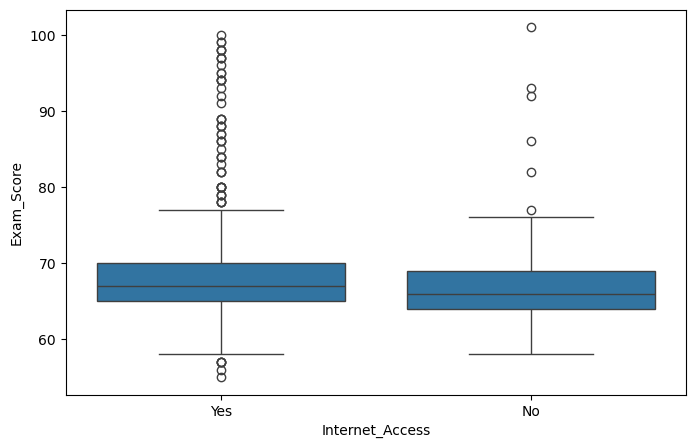 100
90
80
70
60
Exam_Score
Yes
No
Internet_Access